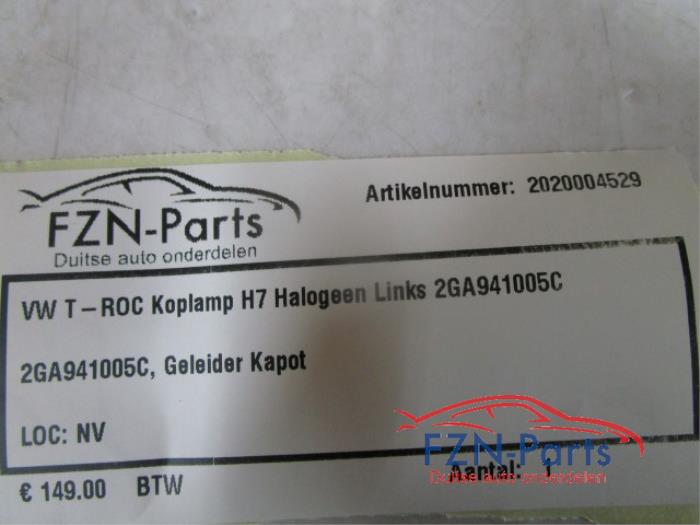 FZN-Parts
Duitse auto onderdelen
Artikelnummer: 2020004529
VW T-ROC Koplamp H7 Halogeen Links 2GA941005C
2GA941005C, Geleider Kapot
LOC: NV
Aantal: 1
€ 149.00 BTW
FZN-Parts
Duitse auto onderdelen